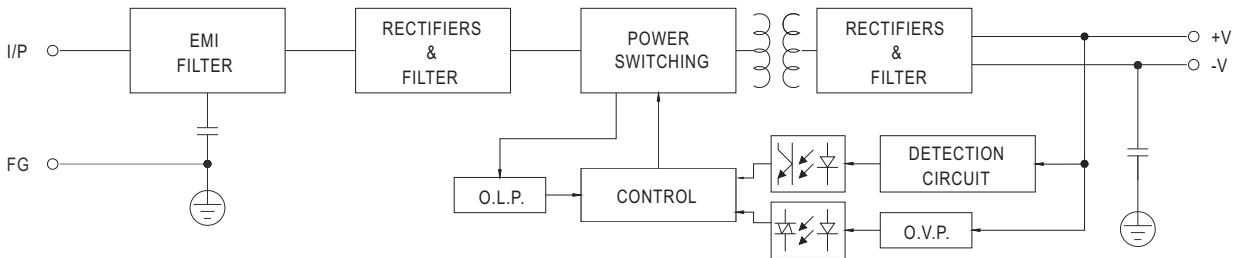 I/P
EMI
FILTER
RECTIFIERS
&
FILTER
POWER
SWITCHING
RECTIFIERS
&
FILTER
+V
-V
FG
O.L.P.
CONTROL
DETECTION
CIRCUIT
O.V.P.